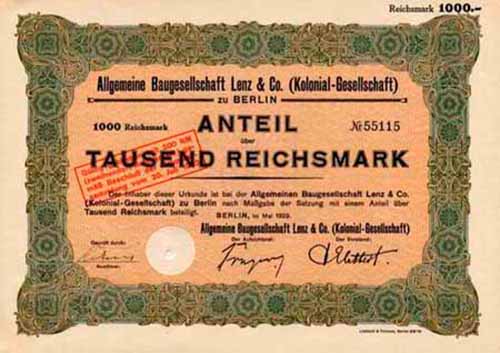 Reichsmark 1000.-
Allgemeine Baugesellschaft Lenz & Co. (Kolonial-Gesellschaft)
zu BERLIN
1000 Reichsmark
ANTEIL
№ 55115
über
TAUSEND REICHSMARK
Der Inhaber dieser Urkunde ist bei der Allgemeinen Baugesellschaft Lenz & Co.
(Kolonial-Gesellschaft) zu Berlin nach Maßgabe der Satzung mit einem Anteil über
Tausend Reichsmark beteiligt.
BERLIN, im Mai 1929.
Allgemeine Baugesellschaft Lenz & Co. (Kolonial-Gesellschaft)
Der Aufsichtsrat:
Der Vorstand: